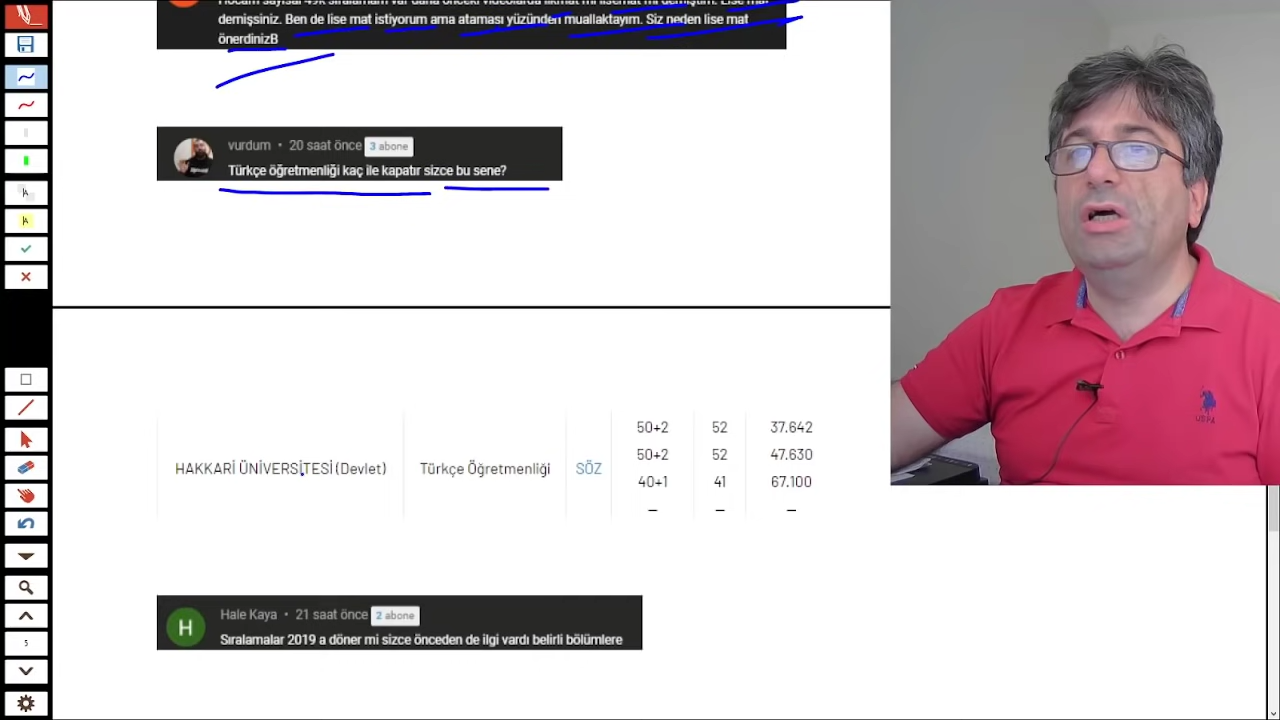 demişsiniz. Ben de lise mat istiyorum ama ataması yüzünden muallaktayım. Siz neden lise mat
önerdinizB
vurdum • 20 saat önce 3 abone
Türkçe öğretmenliği kaç ile kapatır sizce bu sene?
50+2 52 37.642
HAKKARİ ÜNİVERSİTESİ (Devlet) Türkçe Öğretmenliği SÖZ 50+2 52 47.630
40+1 41 67.100
H Hale Kaya • 21 saat önce 2 abone
Sıralamalar 2019 a döner mi sizce önceden de ilgi vardı belirli bölümlere
USPA
5